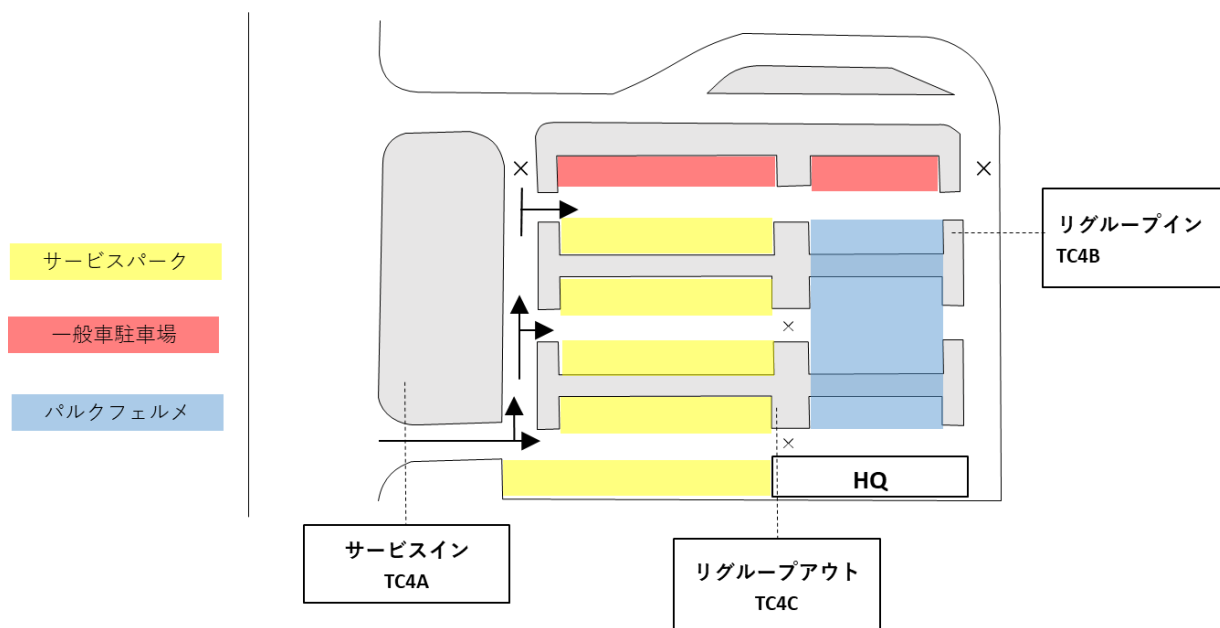 サービスパーク
一般車駐車場
パルクフェルメ
リグループイン
TC4B
HQ
サービスイン
TC4A
リグループアウト
TC4C